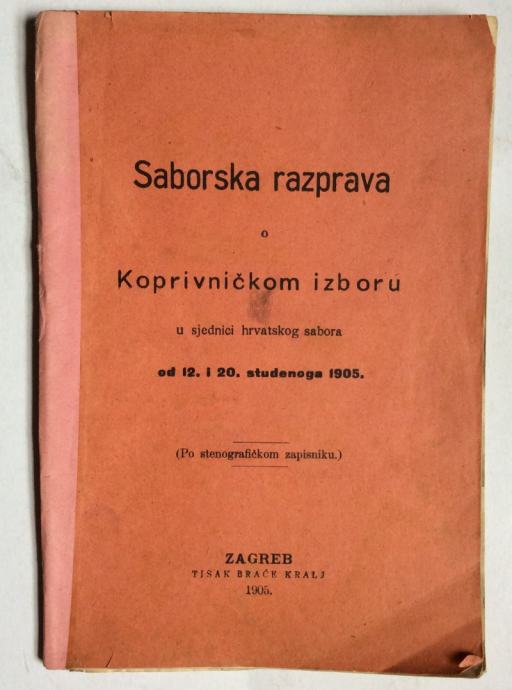 Saborska razprava
o
Koprivničkom izboru
u sjednici hrvatskog sabora
od 12. i 20. studenoga 1905.
(Po stenografičkom zapisniku.)
ZAGREB
TISAK BRAĆE KRALJ
1905.